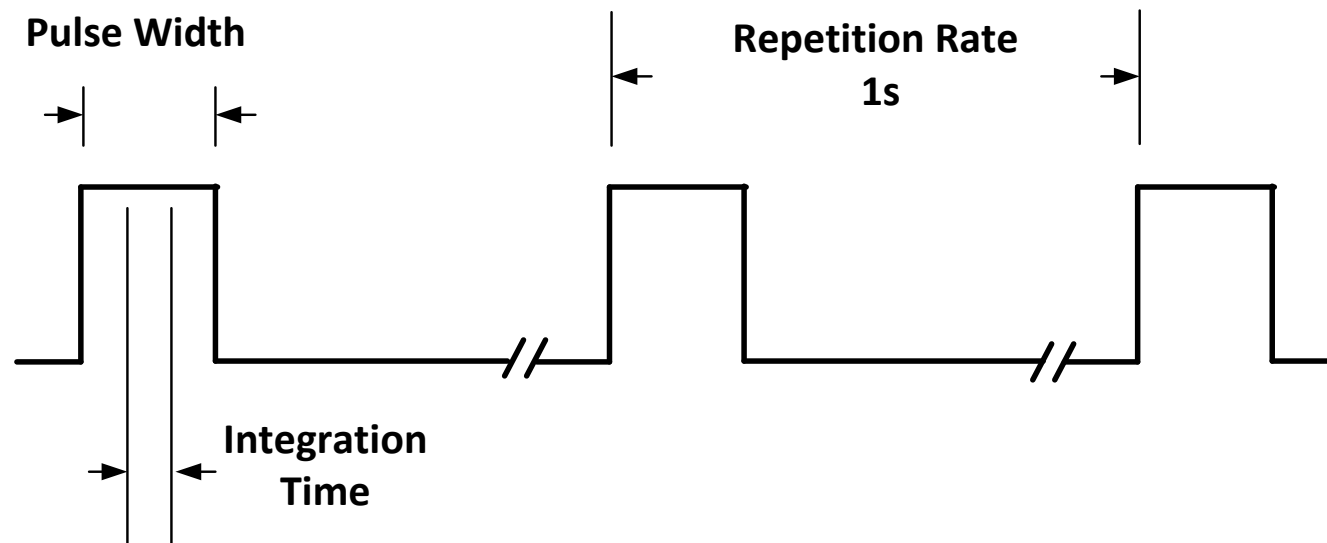 Pulse Width
Repetition Rate
1s
Integration
Time